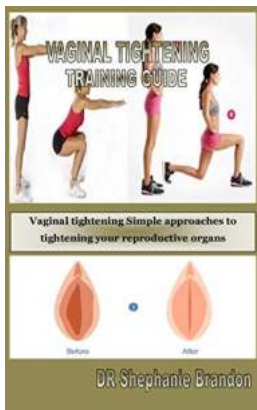 VAGINAL TIGHTENING
TRAINING GUIDE
Vaginal tightening Simple approaches to
tightening your reproductive organs
Before
After
DR Shephanie Brandon